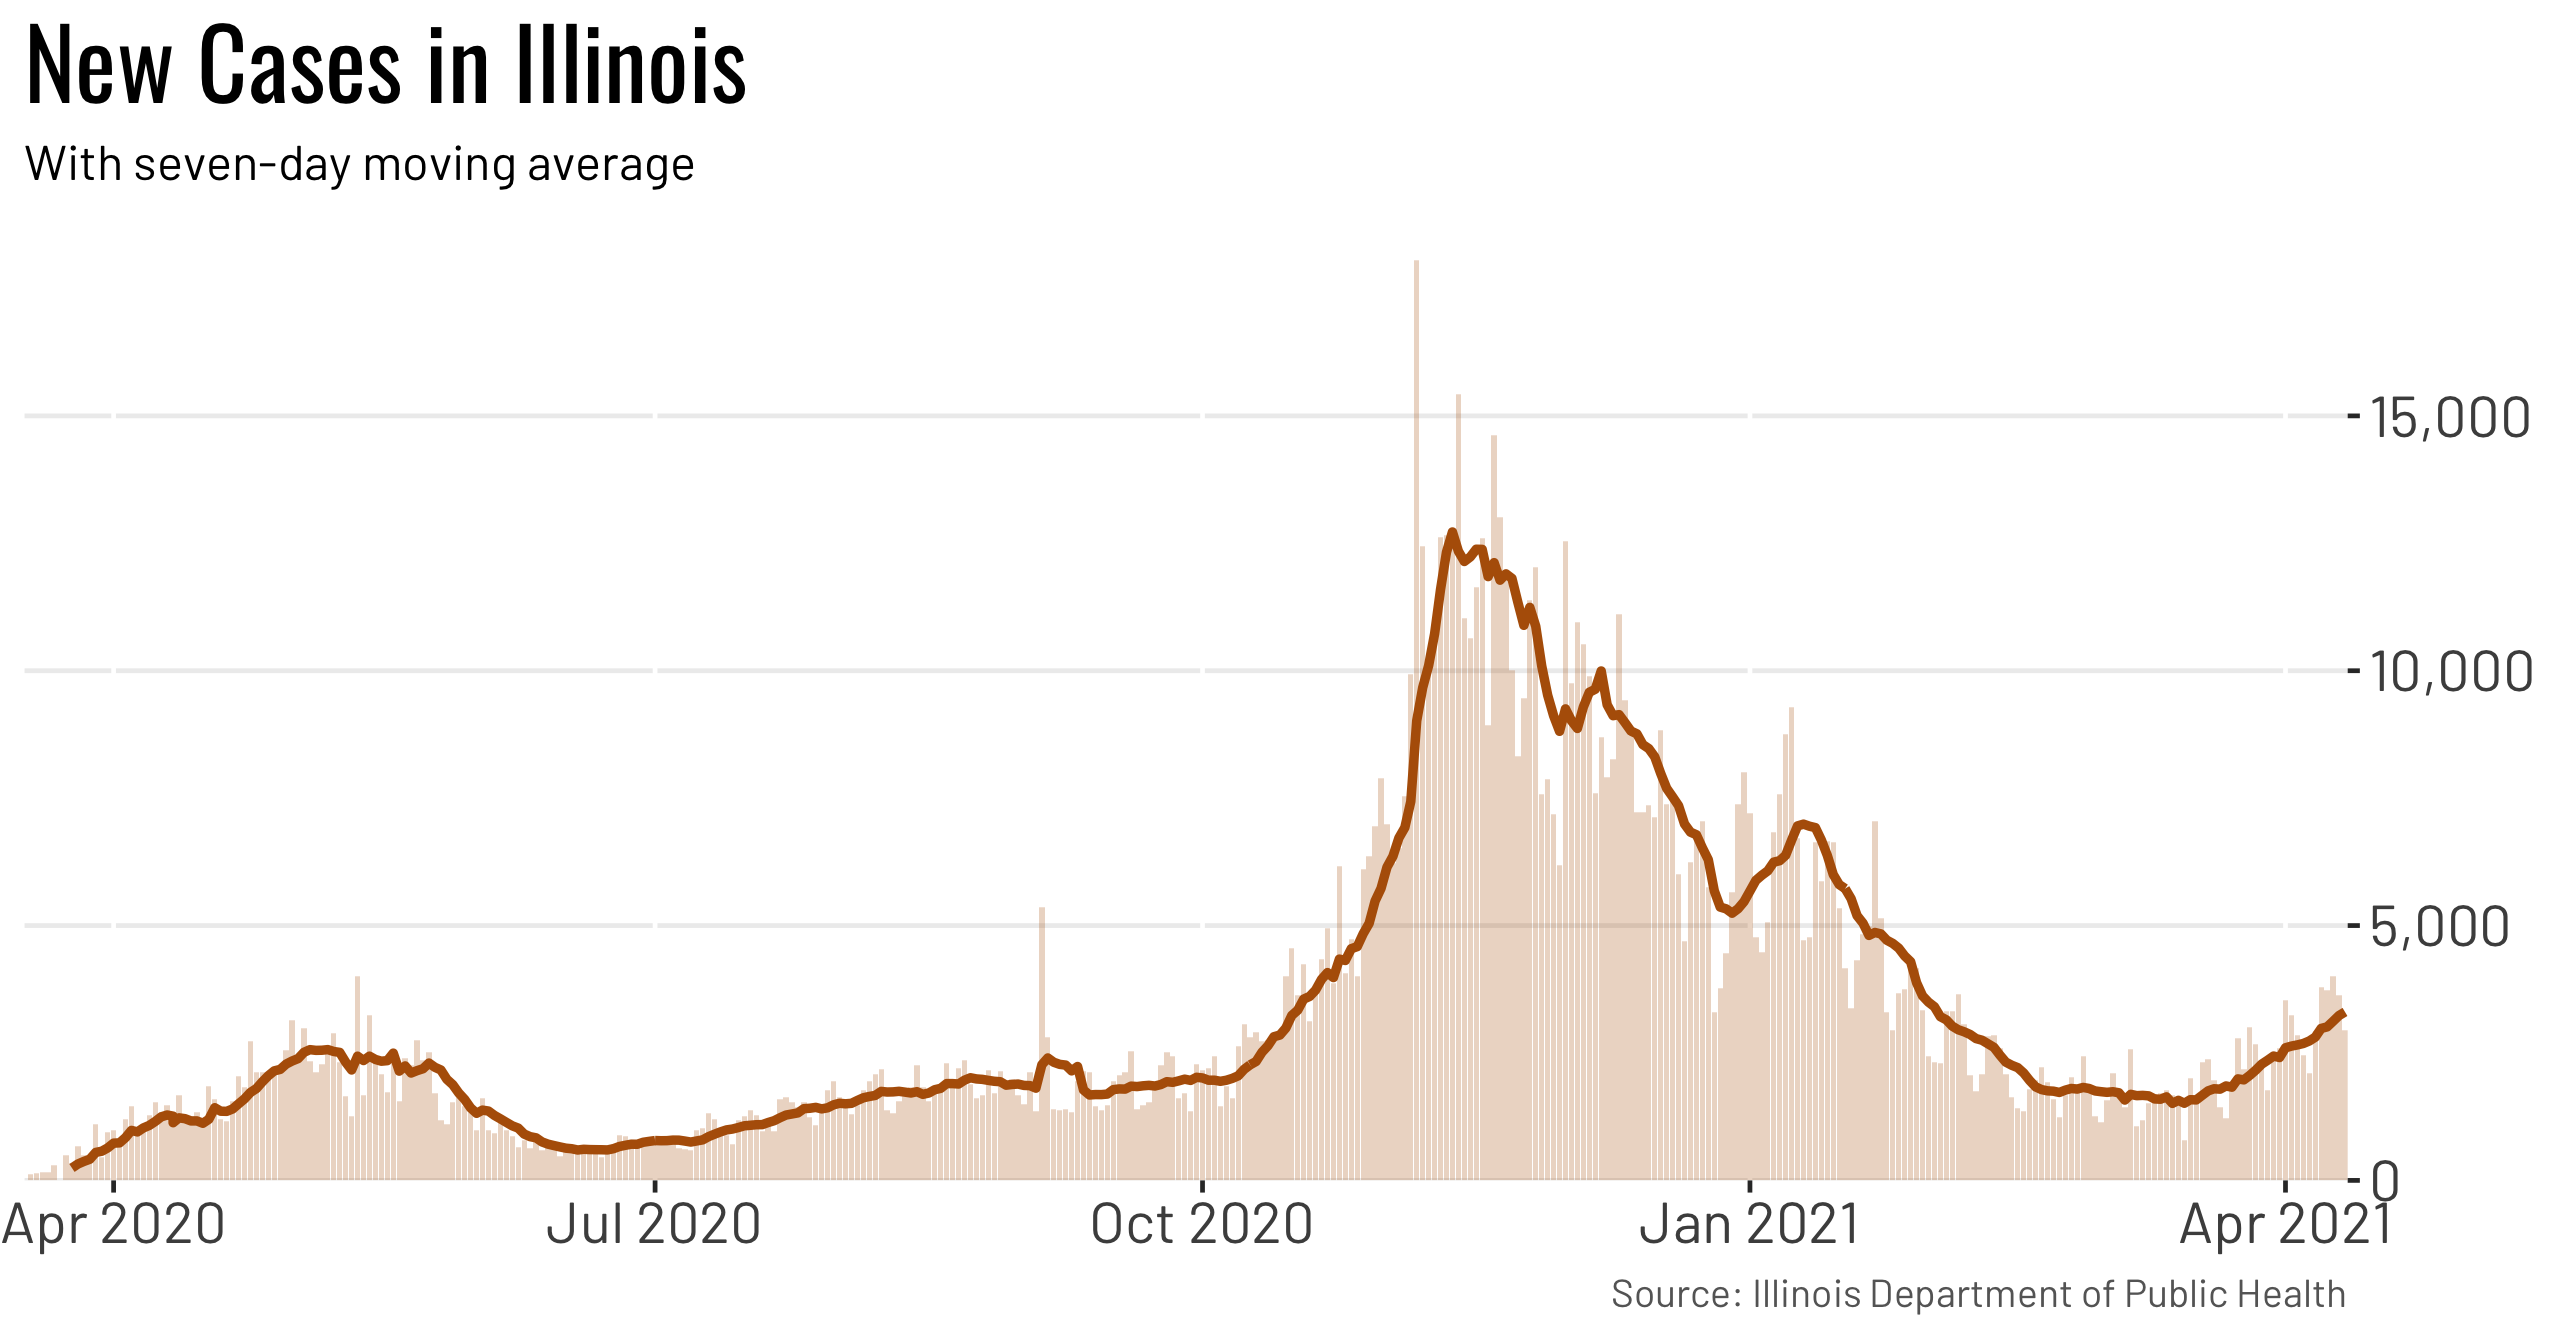 New Cases in Illinois
With seven-day moving average
15,000
10,000
5,000
0
Apr 2020 Jul 2020 Oct 2020 Jan 2021 Apr 2021
Source: Illinois Department of Public Health